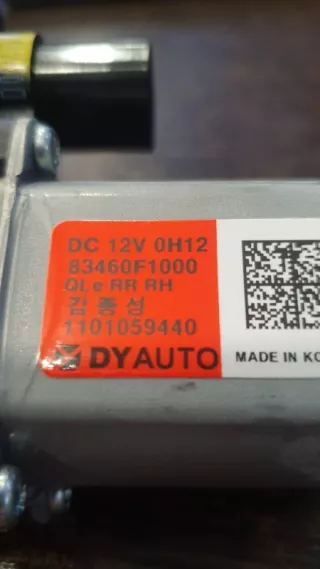 DC 12V 0H12
83460F1000
QLe RR RH
김종성
1101059440
DYAUTO
MADE IN KO